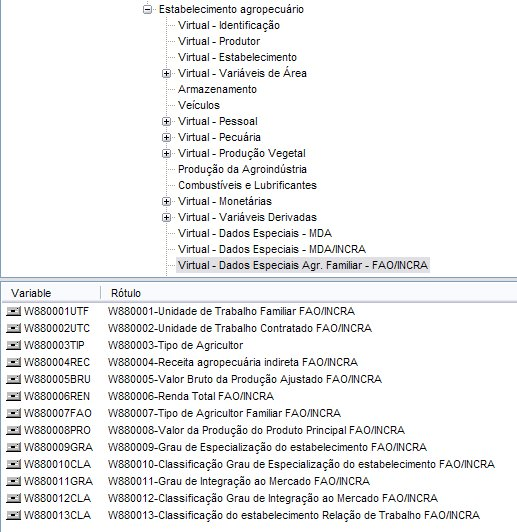 Estabelecimento agropecuário
Virtual - Identificação
Virtual - Produtor
Virtual - Estabelecimento
Virtual - Variáveis de Área
Armazenamento
Veículos
Virtual - Pessoal
Virtual - Pecuária
Virtual - Produção Vegetal
Produção da Agroindústria
Combustíveis e Lubrificantes
Virtual - Monetárias
Virtual - Variáveis Derivadas
Virtual - Dados Especiais - MDA
Virtual - Dados Especiais - MDA/INCRA
Virtual - Dados Especiais Agr. Familiar - FAO/INCRA
Variable Rótulo
W880001UTF W880001-Unidade de Trabalho Familiar FAO/INCRA
W880002UTC W880002-Unidade de Trabalho Contratado FAO/INCRA
W880003TIP W880003-Tipo de Agricultor
W880004REC W880004-Receita agropecuária indireta FAO/INCRA
W880005BRU W880005-Valor Bruto da Produção Ajustado FAO/INCRA
W880006REN W880006-Renda Total FAO/INCRA
W880007FAO W880007-Tipo de Agricultor Familiar FAO/INCRA
W880008PRO W880008-Valor da Produção do Produto Principal FAO/INCRA
W880009GRA W880009-Grau de Especialização do estabelecimento FAO/INCRA
W880010CLA W880010-Classificação Grau de Especialização do estabelecimento FAO/INCRA
W880011GRA W880011-Grau de Integração ao Mercado FAO/INCRA
W880012CLA W880012-Classificação Grau de Integração ao Mercado FAO/INCRA
W880013CLA W880013-Classificação do estabelecimento Relação de Trabalho FAO/INCRA